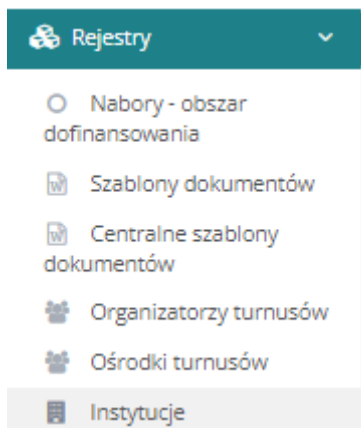 Rejestry
Nabory - obszar
dofinansowania
Szablony dokumentów
Centralne szablony
dokumentów
Organizatorzy turnusów
Ośrodki turnusów
Instytucje